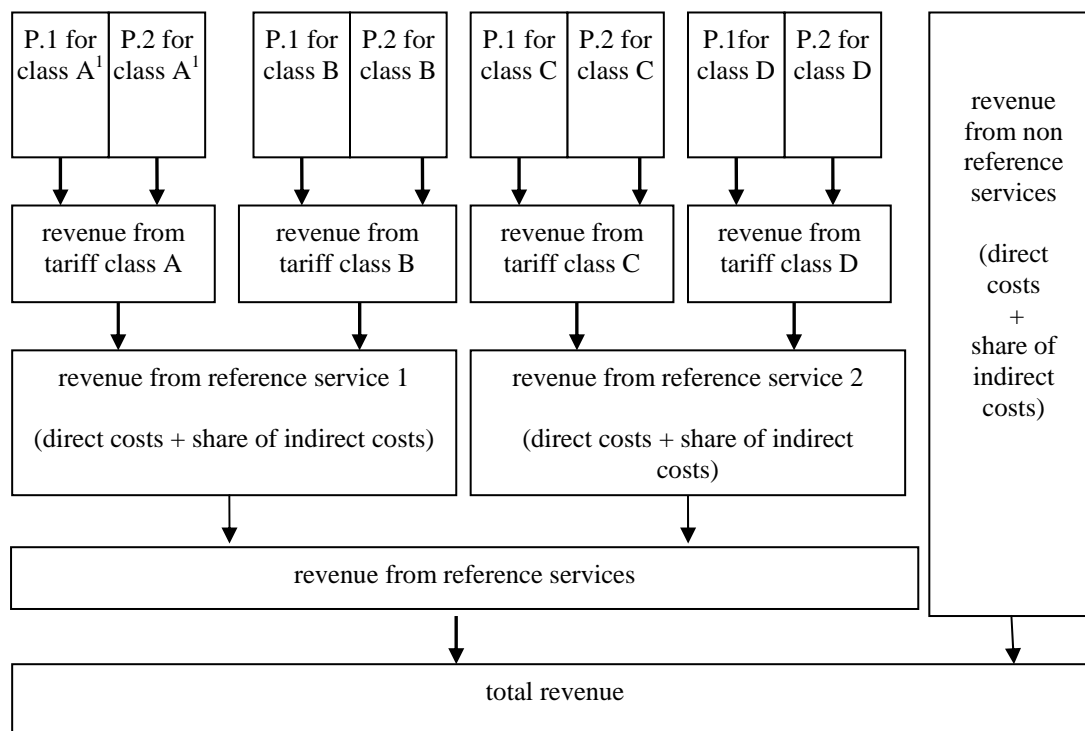 P.1 for
class A¹
P.2 for
class A¹
P.1 for
class B
P.2 for
class B
P.1 for
class C
P.2 for
class C
P.1for
class D
P.2 for
class D
revenue
from non
reference
services
(direct
costs
+
share of
indirect
costs)
revenue from
tariff class A
revenue from
tariff class B
revenue from
tariff class C
revenue from
tariff class D
revenue from reference service 1
(direct costs + share of indirect costs)
revenue from reference service 2
(direct costs + share of indirect
costs)
revenue from reference services
total revenue